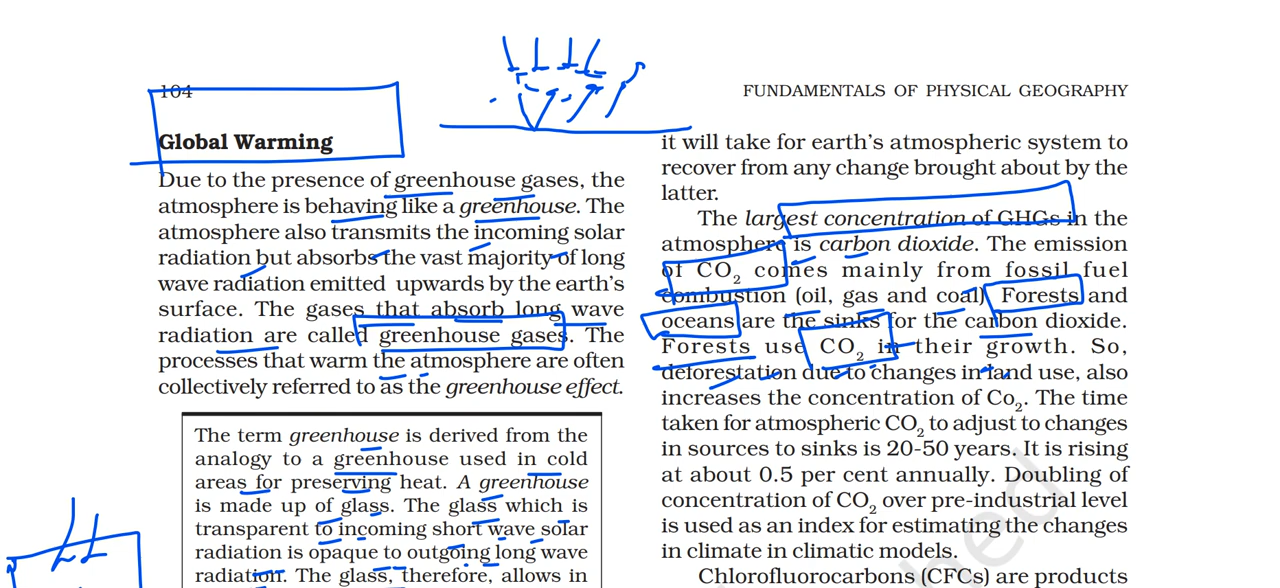 104
FUNDAMENTALS OF PHYSICAL GEOGRAPHY
Global Warming
Due to the presence of greenhouse gases, the
atmosphere is behaving like a greenhouse. The
atmosphere also transmits the incoming solar
radiation but absorbs the vast majority of long
wave radiation emitted upwards by the earth's
surface. The gases that absorb long wave
radiation are called greenhouse gases. The
processes that warm the atmosphere are often
collectively referred to as the greenhouse effect.
The term greenhouse is derived from the
analogy to a greenhouse used in cold
areas for preserving heat. A greenhouse
is made up of glass. The glass which is
transparent to incoming short wave solar
radiation is opaque to outgoing long wave
radiation. The glass, therefore, allows in
it will take for earth's atmospheric system to
recover from any change brought about by the
latter.
The largest concentration of GHGs in the
atmosphere is carbon dioxide. The emission
of CO₂ comes mainly from fossil fuel
combustion (oil, gas and coal). Forests and
oceans are the sinks for the carbon dioxide.
Forests use CO₂ in their growth. So,
deforestation due to changes in land use, also
increases the concentration of Co₂. The time
taken for atmospheric CO₂ to adjust to changes
in sources to sinks is 20-50 years. It is rising
at about 0.5 per cent annually. Doubling of
concentration of CO₂ over pre-industrial level
is used as an index for estimating the changes
in climate in climatic models.
Chlorofluorocarbons (CFCs) are products